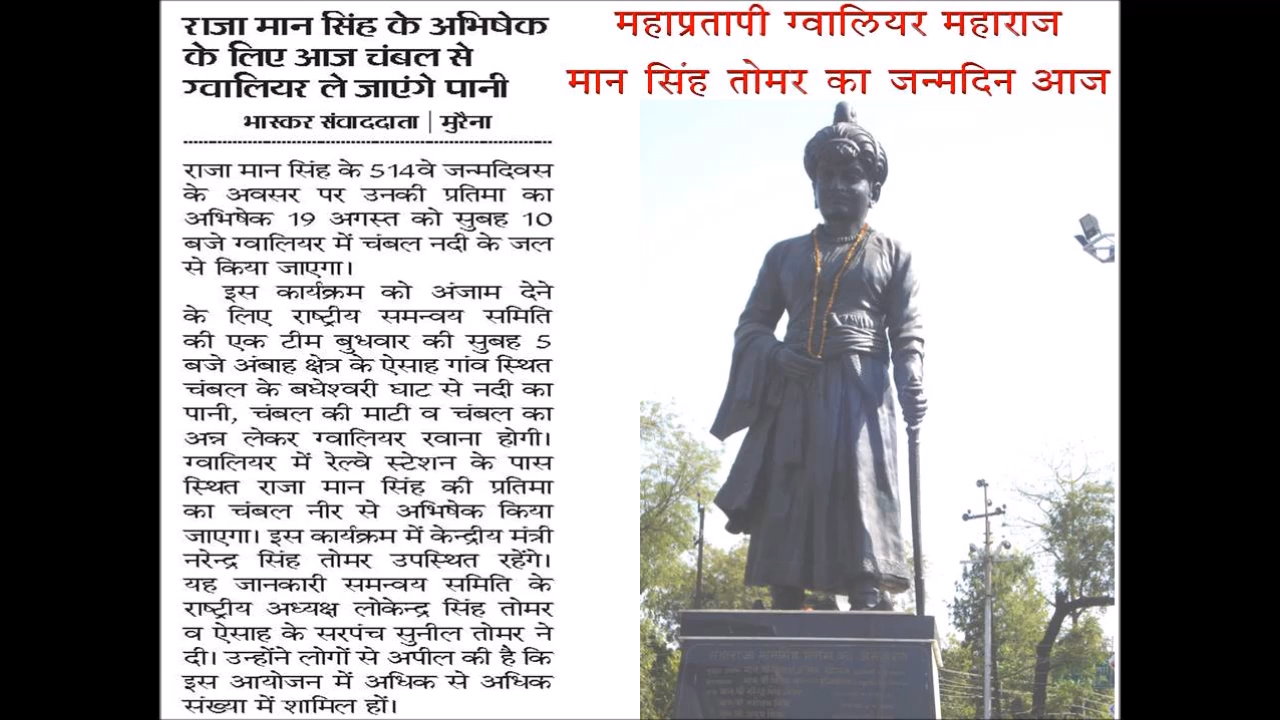 राजा मान सिंह के अभिषेक
के लिए आज चंबल से
ग्वालियर ले जाएंगे पानी
भास्कर संवाददाता | मुरैना
राजा मान सिंह के 514वे जन्मदिवस
के अवसर पर उनकी प्रतिमा का
अभिषेक 19 अगस्त को सुबह 10
बजे ग्वालियर में चंबल नदी के जल
से किया जाएगा।
इस कार्यक्रम को अंजाम देने
के लिए राष्ट्रीय समन्वय समिति
की एक टीम बुधवार की सुबह 5
बजे अंबाह क्षेत्र के ऐसाह गांव स्थित
चंबल के बधेश्वरी घाट से नदी का
पानी, चंबल की माटी व चंबल का
अन्न लेकर ग्वालियर रवाना होगी।
ग्वालियर में रेल्वे स्टेशन के पास
स्थित राजा मान सिंह की प्रतिमा
का चंबल नीर से अभिषेक किया
जाएगा। इस कार्यक्रम में केन्द्रीय मंत्री
नरेन्द्र सिंह तोमर उपस्थित रहेंगे।
यह जानकारी समन्वय समिति के
राष्ट्रीय अध्यक्ष लोकेन्द्र सिंह तोमर
व ऐसाह के सरपंच सुनील तोमर ने
दी। उन्होंने लोगों से अपील की है कि
इस आयोजन में अधिक से अधिक
संख्या में शामिल हों।
महाप्रतापी ग्वालियर महाराज
मान सिंह तोमर का जन्मदिन आज